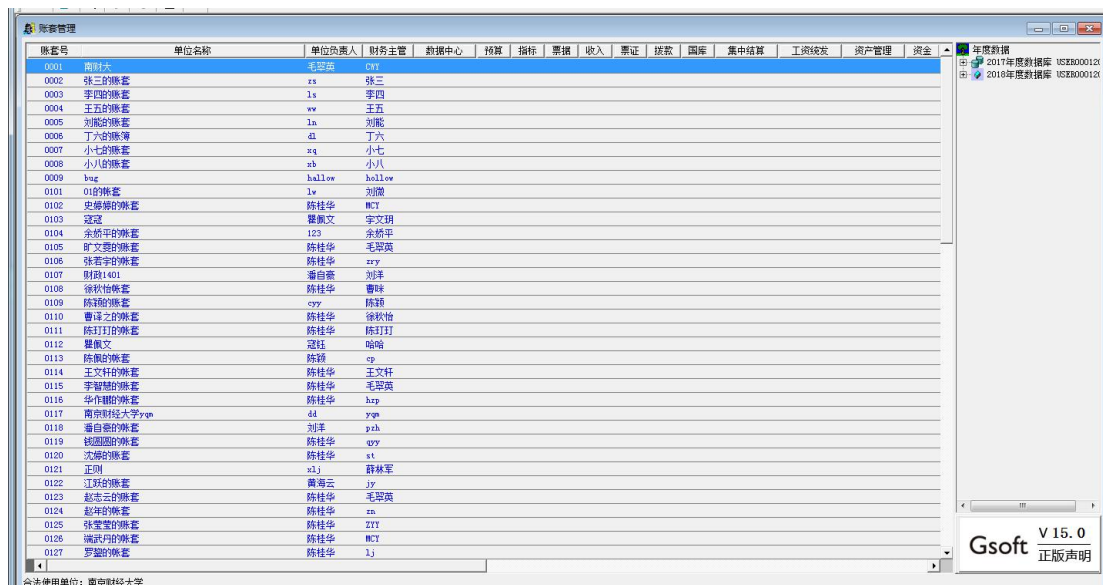 账套管理
账套号 单位名称 单位负责人 财务主管 数据中心 预算 指标 票据 收入 票证 拨款 国库 集中结算 工资统发 资产管理 资金
年度数据
2017年度数据库 USER000120
2018年度数据库 USER000120
0001 南财大 毛翠英 CWY
0002 张三的账套 zs 张三
0003 李四的账套 ls 李四
0004 王五的账套 ww 王五
0005 刘能的账套 ln 刘能
0006 丁六的账簿 dl 丁六
0007 小七的账套 xq 小七
0008 小八的账套 xb 小八
0009 bug hallow hollow
0101 01的帐套 lw 刘微
0102 史婷婷的帐套 陈桂华 MCY
0103 寇寇 瞿佩文 宇文玥
0104 余娇平的帐套 123 余娇平
0105 旷文雯的账套 陈桂华 毛翠英
0106 张若宇的帐套 陈桂华 zry
0107 财政1401 潘自豪 刘洋
0108 徐秋怡帐套 陈桂华 曹咪
0109 陈颖的账套 cyy 陈颖
0110 曹译之的帐套 陈桂华 徐秋怡
0111 陈玎玎的帐套 陈桂华 陈玎玎
0112 瞿佩文 寇钰 哈哈
0113 陈佩的帐套 陈颖 cp
0114 王文轩的帐套 陈桂华 王文轩
0115 李智慧的账套 陈桂华 毛翠英
0116 华作鹏的帐套 陈桂华 hzp
0117 南京财经大学yqm dd yqm
0118 潘自豪的帐套 刘洋 pzh
0119 钱圆圆的帐套 陈桂华 qyy
0120 沈停的账套 陈桂华 st
0121 正则 xlj 薛林军
0122 江跃的账套 黄海云 jy
0123 赵志云的账套 陈桂华 毛翠英
0124 赵年的帐套 陈桂华 zn
0125 张莹莹的帐套 陈桂华 ZYY
0126 端武丹的帐套 陈桂华 MCY
0127 罗鋆的帐套 陈桂华 lj
Gsoft V 15.0
正版声明
合法使用单位：南京财经大学